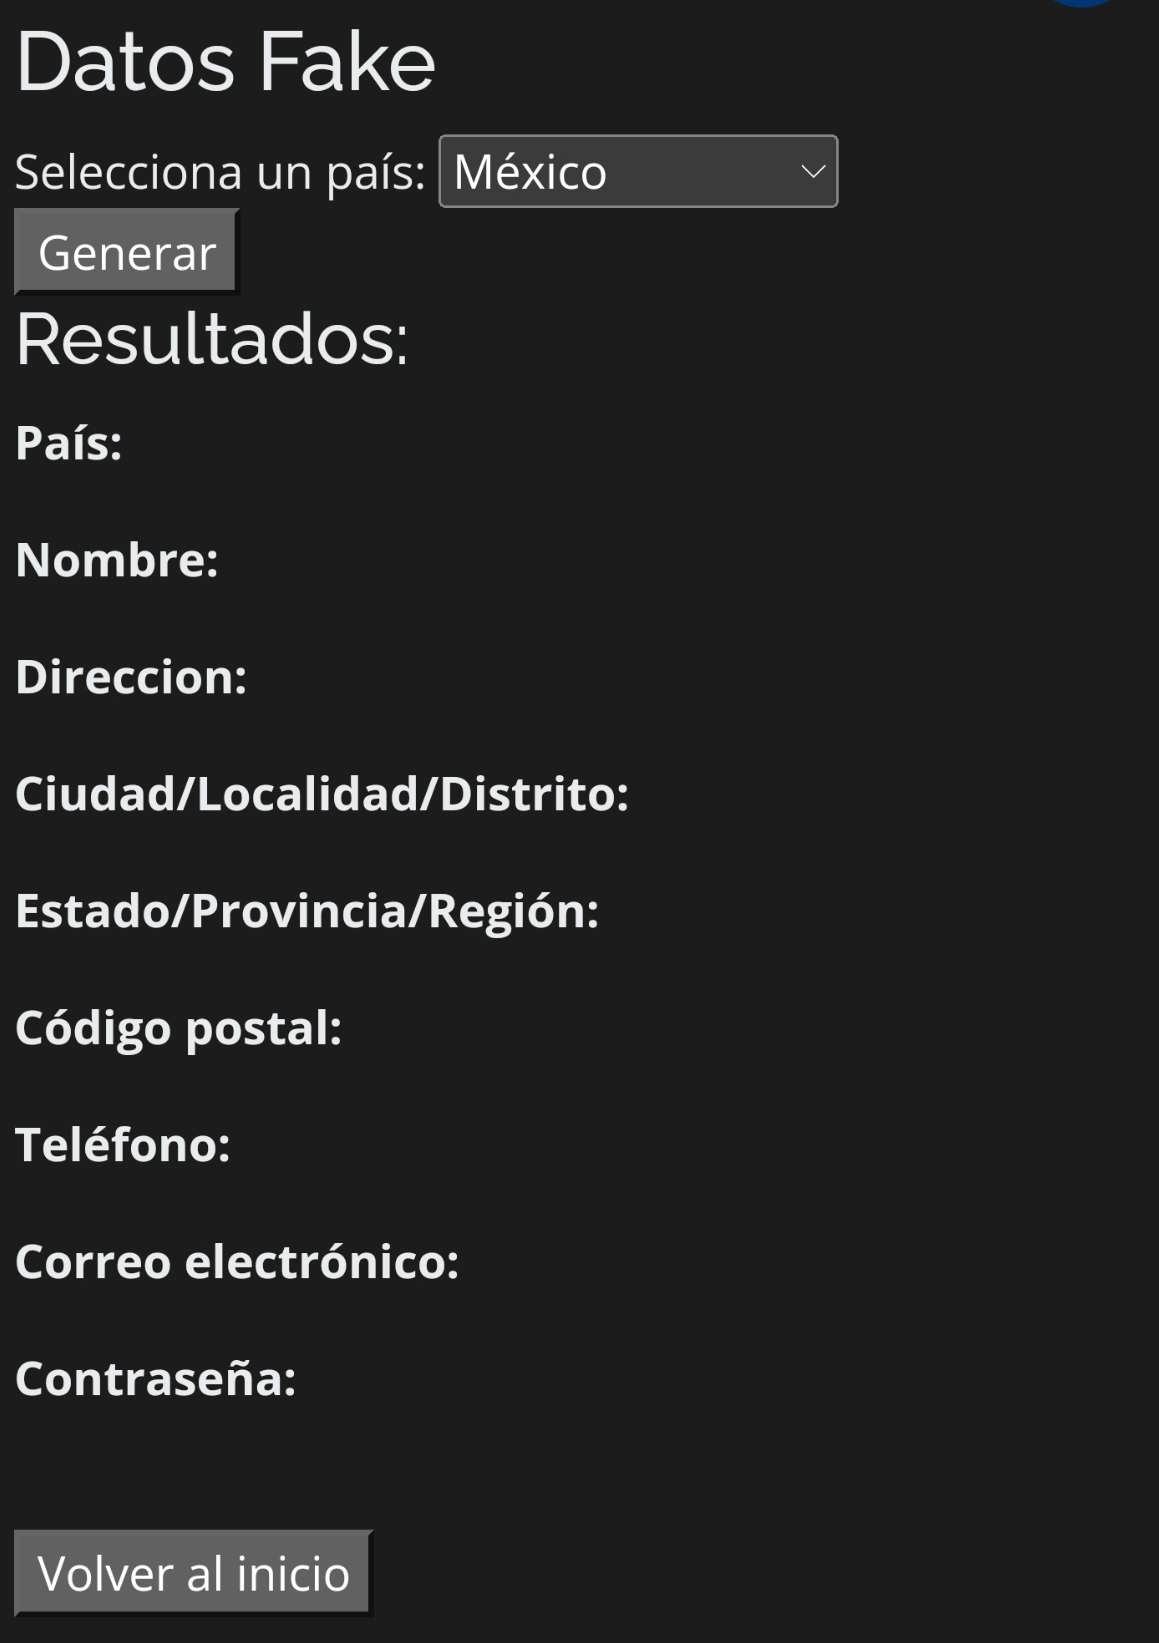 Datos Fake
Selecciona un país: México
Generar
Resultados:
País:
Nombre:
Direccion:
Ciudad/Localidad/Distrito:
Estado/Provincia/Región:
Código postal:
Teléfono:
Correo electrónico:
Contraseña:
Volver al inicio